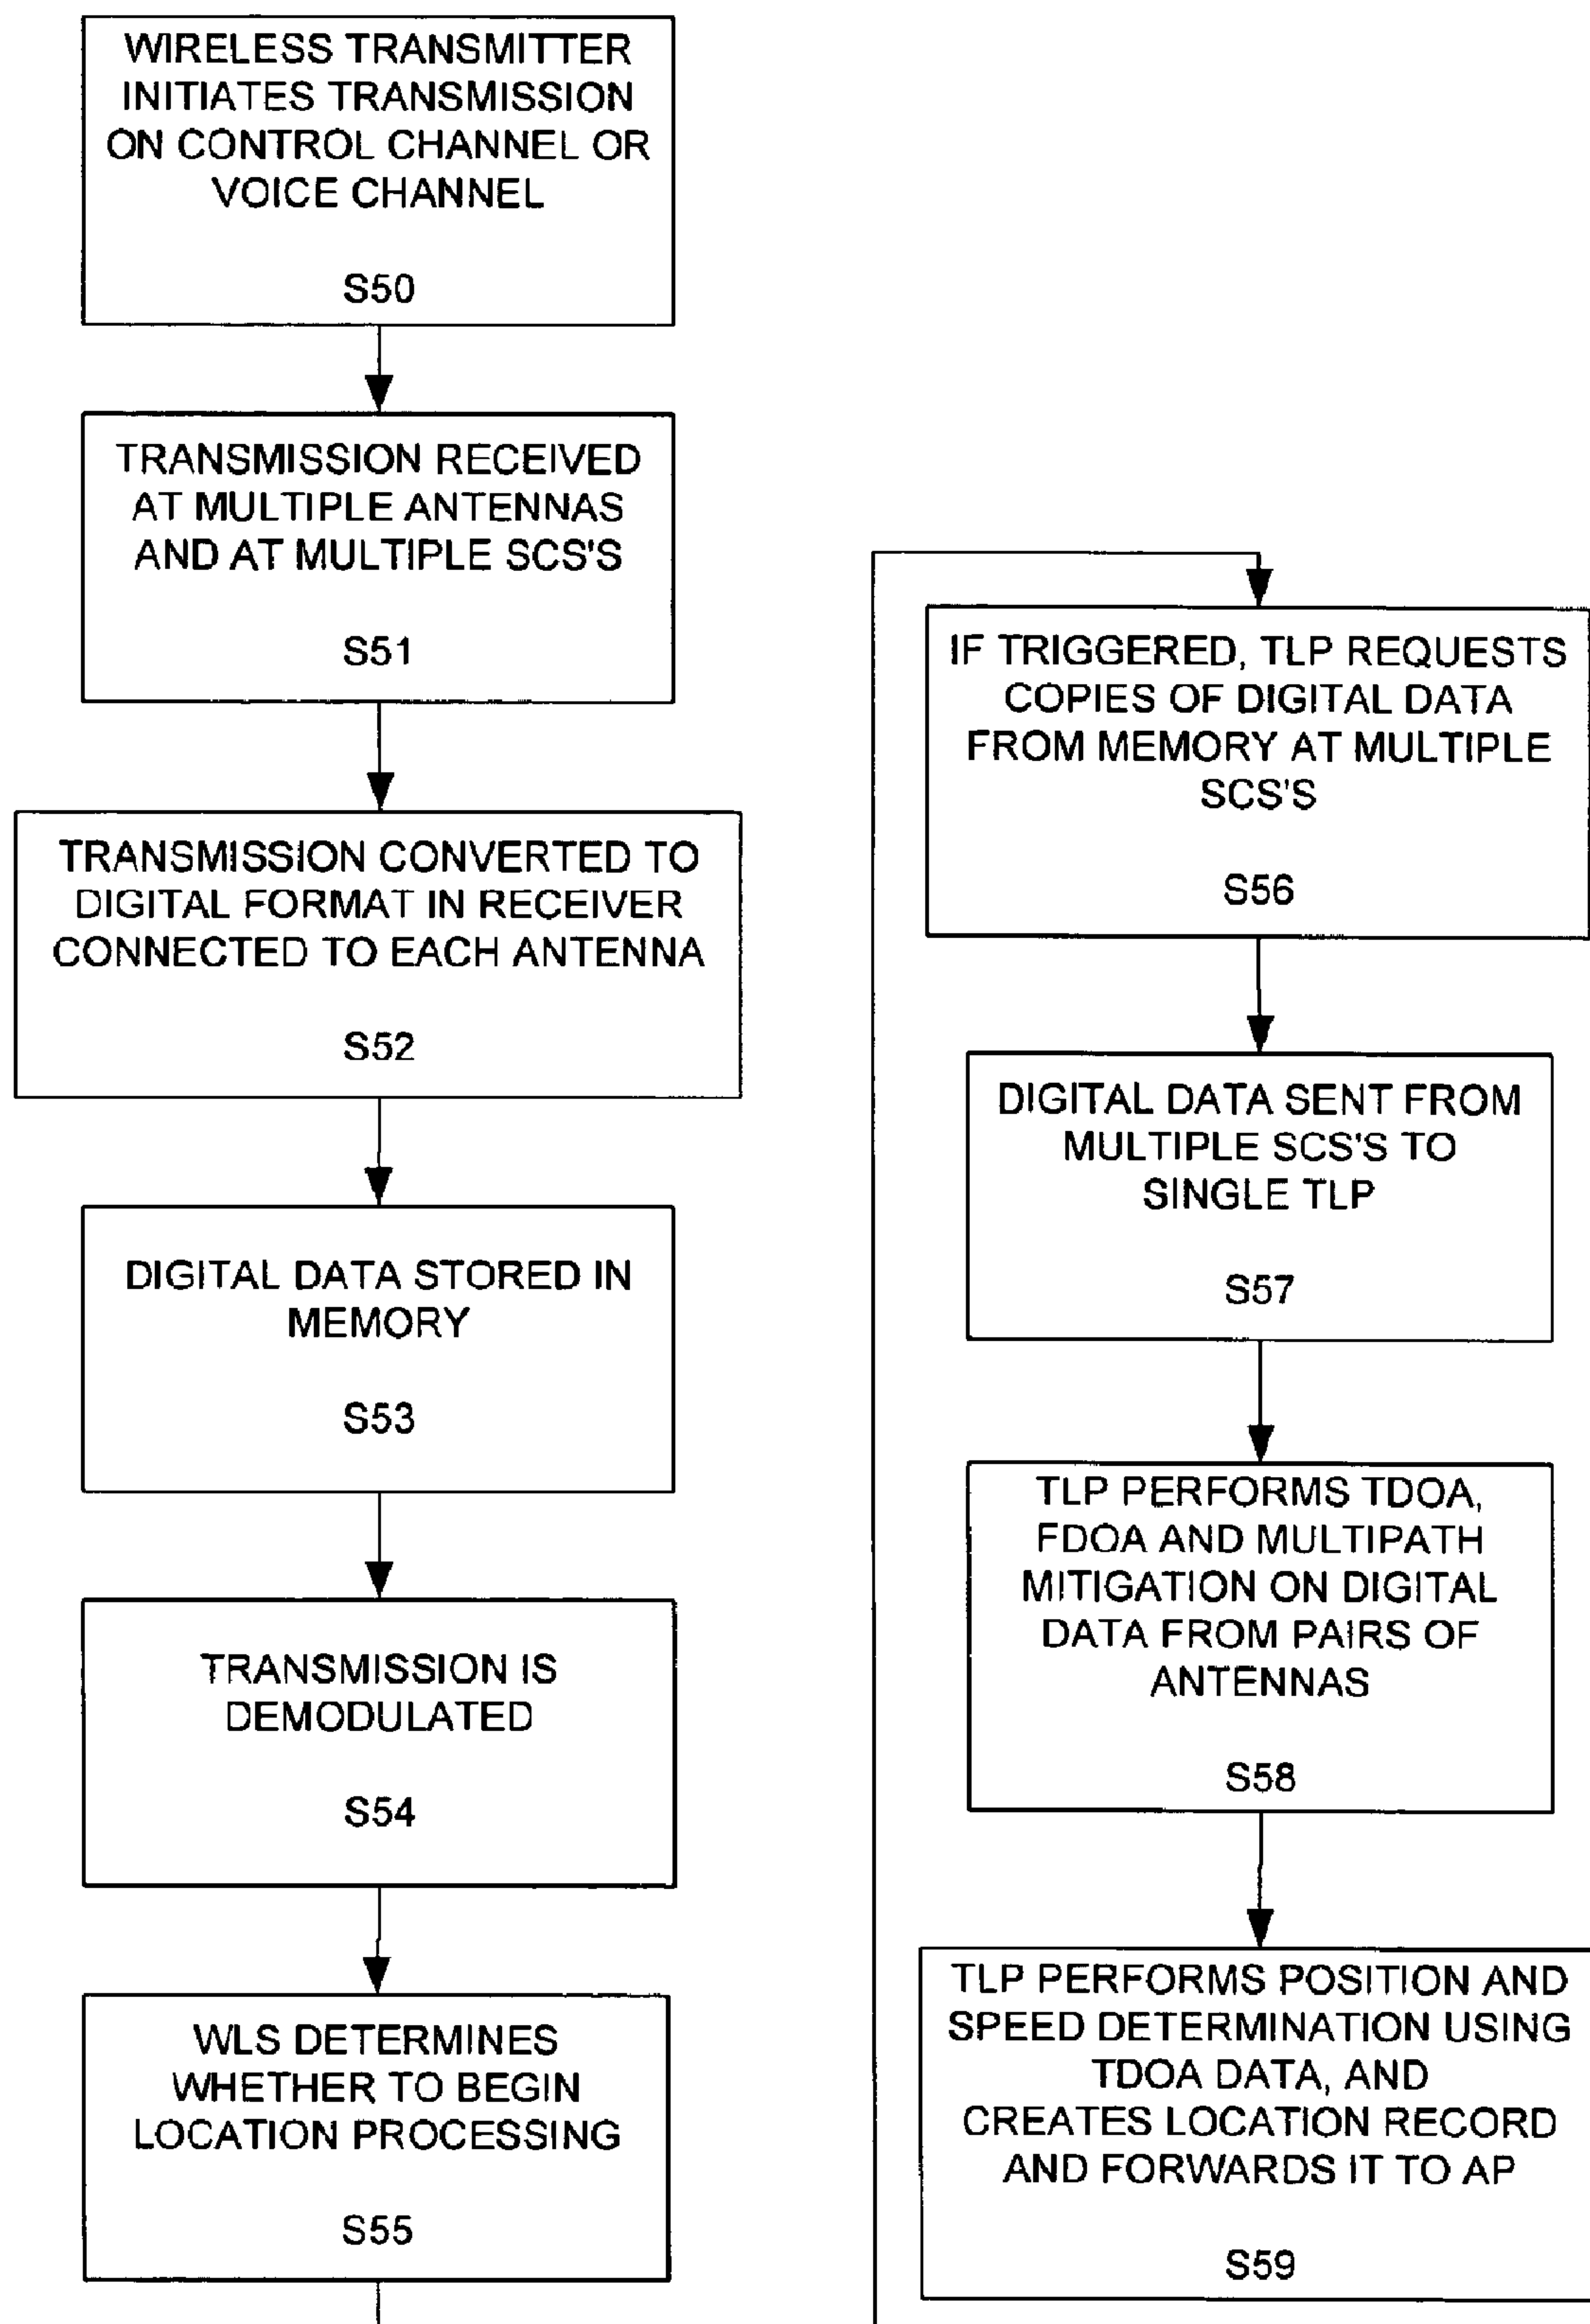 WIRELESS TRANSMITTER
INITIATES TRANSMISSION
ON CONTROL CHANNEL OR
VOICE CHANNEL
S50
TRANSMISSION RECEIVED
AT MULTIPLE ANTENNAS
AND AT MULTIPLE SCS'S
S51
TRANSMISSION CONVERTED TO
DIGITAL FORMAT IN RECEIVER
CONNECTED TO EACH ANTENNA
S52
DIGITAL DATA STORED IN
MEMORY
S53
TRANSMISSION IS
DEMODULATED
S54
WLS DETERMINES
WHETHER TO BEGIN
LOCATION PROCESSING
S55
IF TRIGGERED, TLP REQUESTS
COPIES OF DIGITAL DATA
FROM MEMORY AT MULTIPLE
SCS'S
S56
DIGITAL DATA SENT FROM
MULTIPLE SCS'S TO
SINGLE TLP
S57
TLP PERFORMS TDOA,
FDOA AND MULTIPATH
MITIGATION ON DIGITAL
DATA FROM PAIRS OF
ANTENNAS
S58
TLP PERFORMS POSITION AND
SPEED DETERMINATION USING
TDOA DATA, AND
CREATES LOCATION RECORD
AND FORWARDS IT TO AP
S59